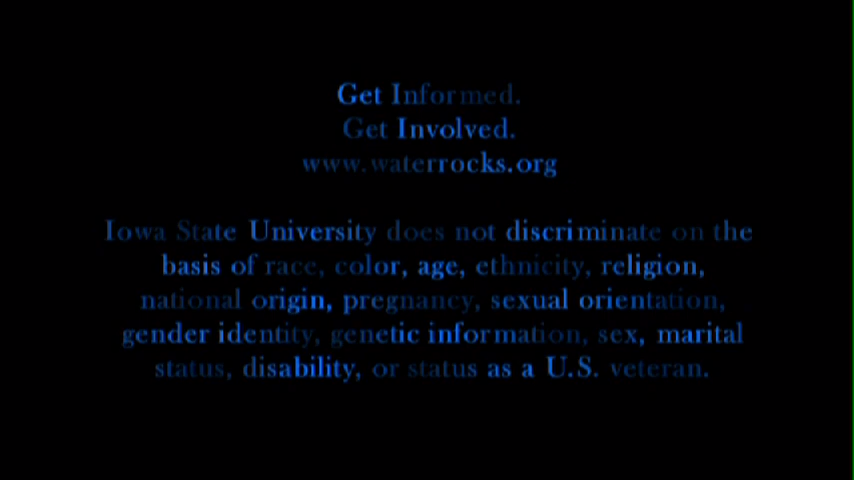 Get Informed.
Get Involved.
www.waterrocks.org
Iowa State University does not discriminate on the
basis of race, color, age, ethnicity, religion,
national origin, pregnancy, sexual orientation,
gender identity, genetic information, sex, marital
status, disability, or status as a U.S. veteran.